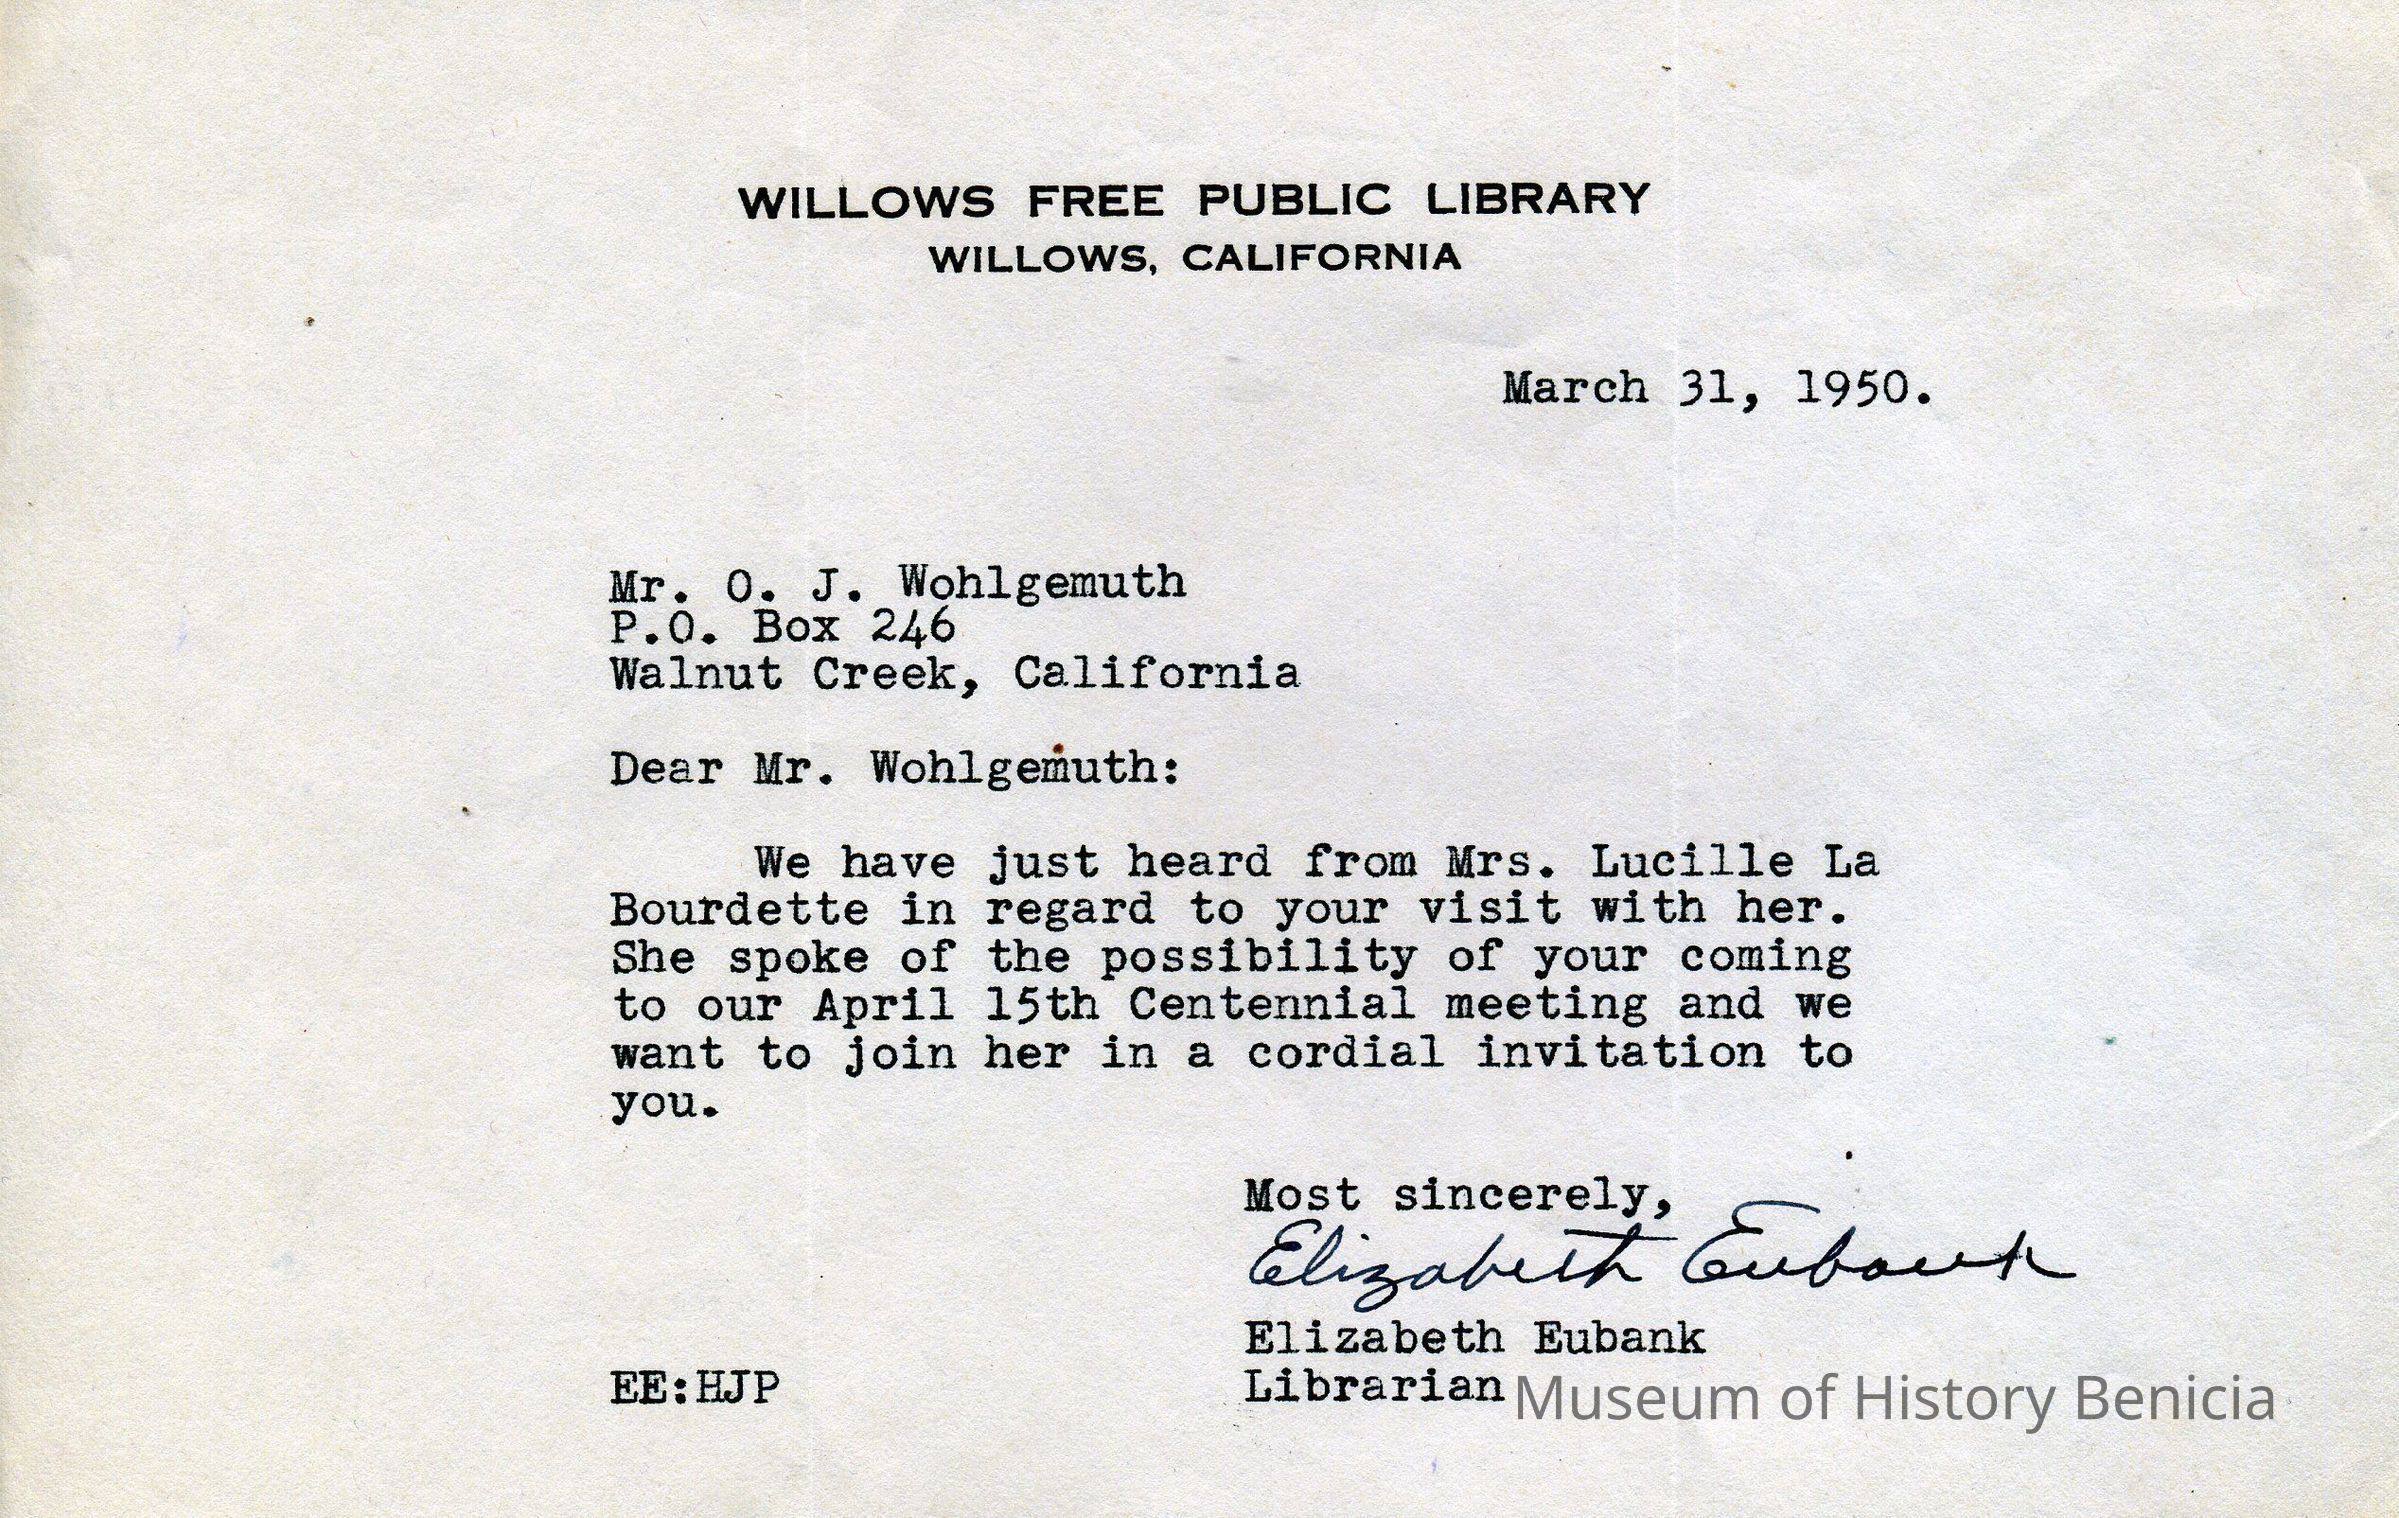 WILLOWS FREE PUBLIC LIBRARY
WILLOWS, CALIFORNIA
March 31, 1950.
Mr. O. J. Wohlgemuth
P.O. Box 246
Walnut Creek, California
Dear Mr. Wohlgemuth:
We have just heard from Mrs. Lucille La
Bourdette in regard to your visit with her.
She spoke of the possibility of your coming
to our April 15th Centennial meeting and we
want to join her in a cordial invitation to
you.
Most sincerely,
Elizabeth Eubank
Elizabeth Eubank
Librarian
EE:HJP
Museum of History Benicia